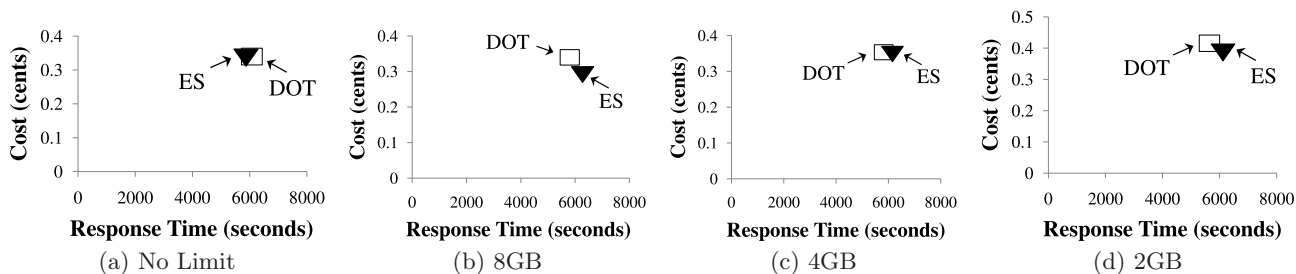 Cost (cents)
0.4
0.3
0.2
0.1
0
ES
DOT
0 2000 4000 6000 8000
Response Time (seconds)
(a) No Limit
Cost (cents)
0.4
0.3
0.2
0.1
0
DOT
ES
0 2000 4000 6000 8000
Response Time (seconds)
(b) 8GB
Cost (cents)
0.4
0.3
0.2
0.1
0
DOT
ES
0 2000 4000 6000 8000
Response Time (seconds)
(c) 4GB
Cost (cents)
0.5
0.4
0.3
0.2
0.1
0
DOT
ES
0 2000 4000 6000 8000
Response Time (seconds)
(d) 2GB